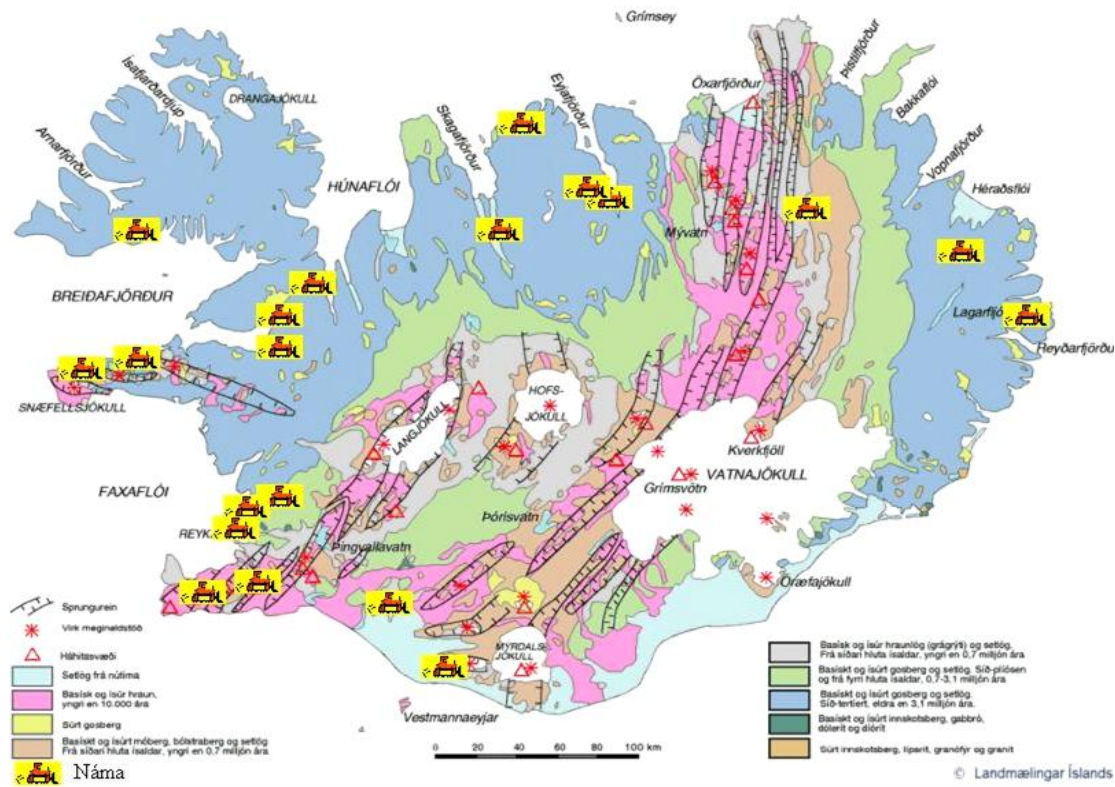 Grímsey
Öxarfjörður
Þistilfjörður
Bakkaflói
Vopnafjörður
Héraðsflói
Ísafjarðardjúp
DRANGAJÖKULL
Arnarfjörður
HÚNAFLÓI
Skagafjörður
Eyjafjörður
Mývatn
BREIÐAFJÖRÐUR
Lagarfljó
Reyðarfjörðu
SNÆFELLSJÖKULL
HOFS-
JÖKULL
LANGJÖKULL
Kverkfjöll
VATNAJÖKULL
Grímsvötn
FAXAFLÓI
Þórisvatn
REYK
Þingvallavatn
Öræfajökull
MÝRDALS-
JÖKULL
Vestmannaeyjar
Sprungurein
Virk megineldstöð
Háhitasvæði
Setlög frá nútíma
Basísk og ísúr hraun,
yngri en 10.000 ára
Súrt gosberg
Basískt og ísúrt móberg, bólstraberg og setlög
Frá síðari hluta ísaldar, yngri en 0.7 milljón ára
Náma
0 20 40 60 80 100 km
Basísk og ísúr hraunlög (grágrýti) og setlög.
Frá síðari hluta ísaldar, yngri en 0,7 milljón ára
Basískt og ísúrt gosberg og setlög. Síð-plíósen
og frá fyrri hluta ísaldar, 0,7-3,1 milljón ára
Basískt og ísúrt gosberg og setlög.
Síð-tertíert, eldra en 3,1 milljón ára.
Basískt og ísúrt innskotsberg, gabbró,
dólerít og díórít
Súrt innskotsberg, líparít, granófýr og granít
© Landmælingar Íslands